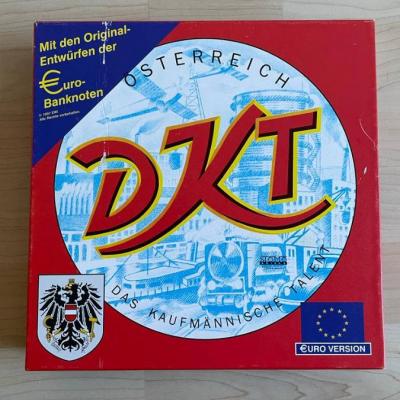 Mit den Original-
Entwürfen der
€uro-
Banknoten
ÖSTERREICH
DKT
DAS KAUFMÄNNISCHE TALENT
€URO VERSION